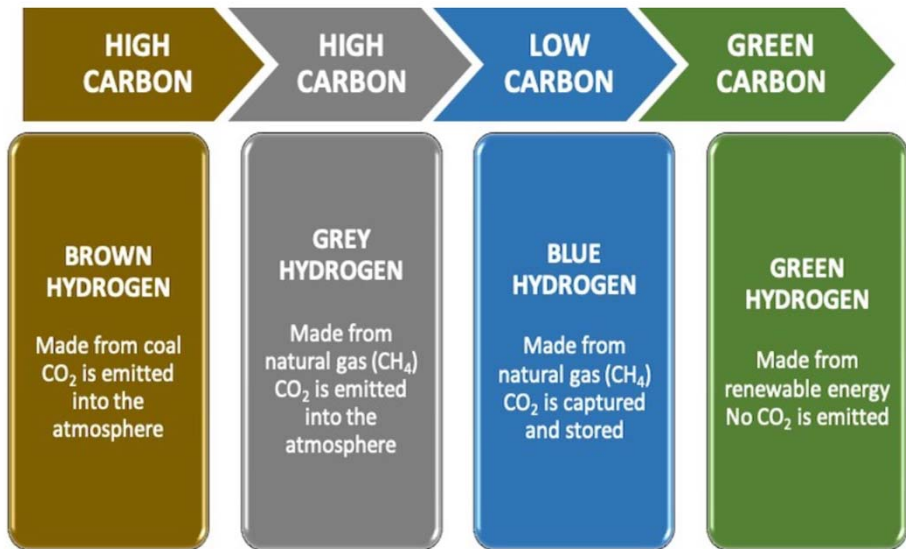 HIGH
CARBON
HIGH
CARBON
LOW
CARBON
GREEN
CARBON
BROWN
HYDROGEN
Made from coal
CO₂ is emitted
into the
atmosphere
GREY
HYDROGEN
Made from
natural gas (CH₄)
CO₂ is emitted
into the
atmosphere
BLUE
HYDROGEN
Made from
natural gas (CH₄)
CO₂ is captured
and stored
GREEN
HYDROGEN
Made from
renewable energy
No CO₂ is emitted